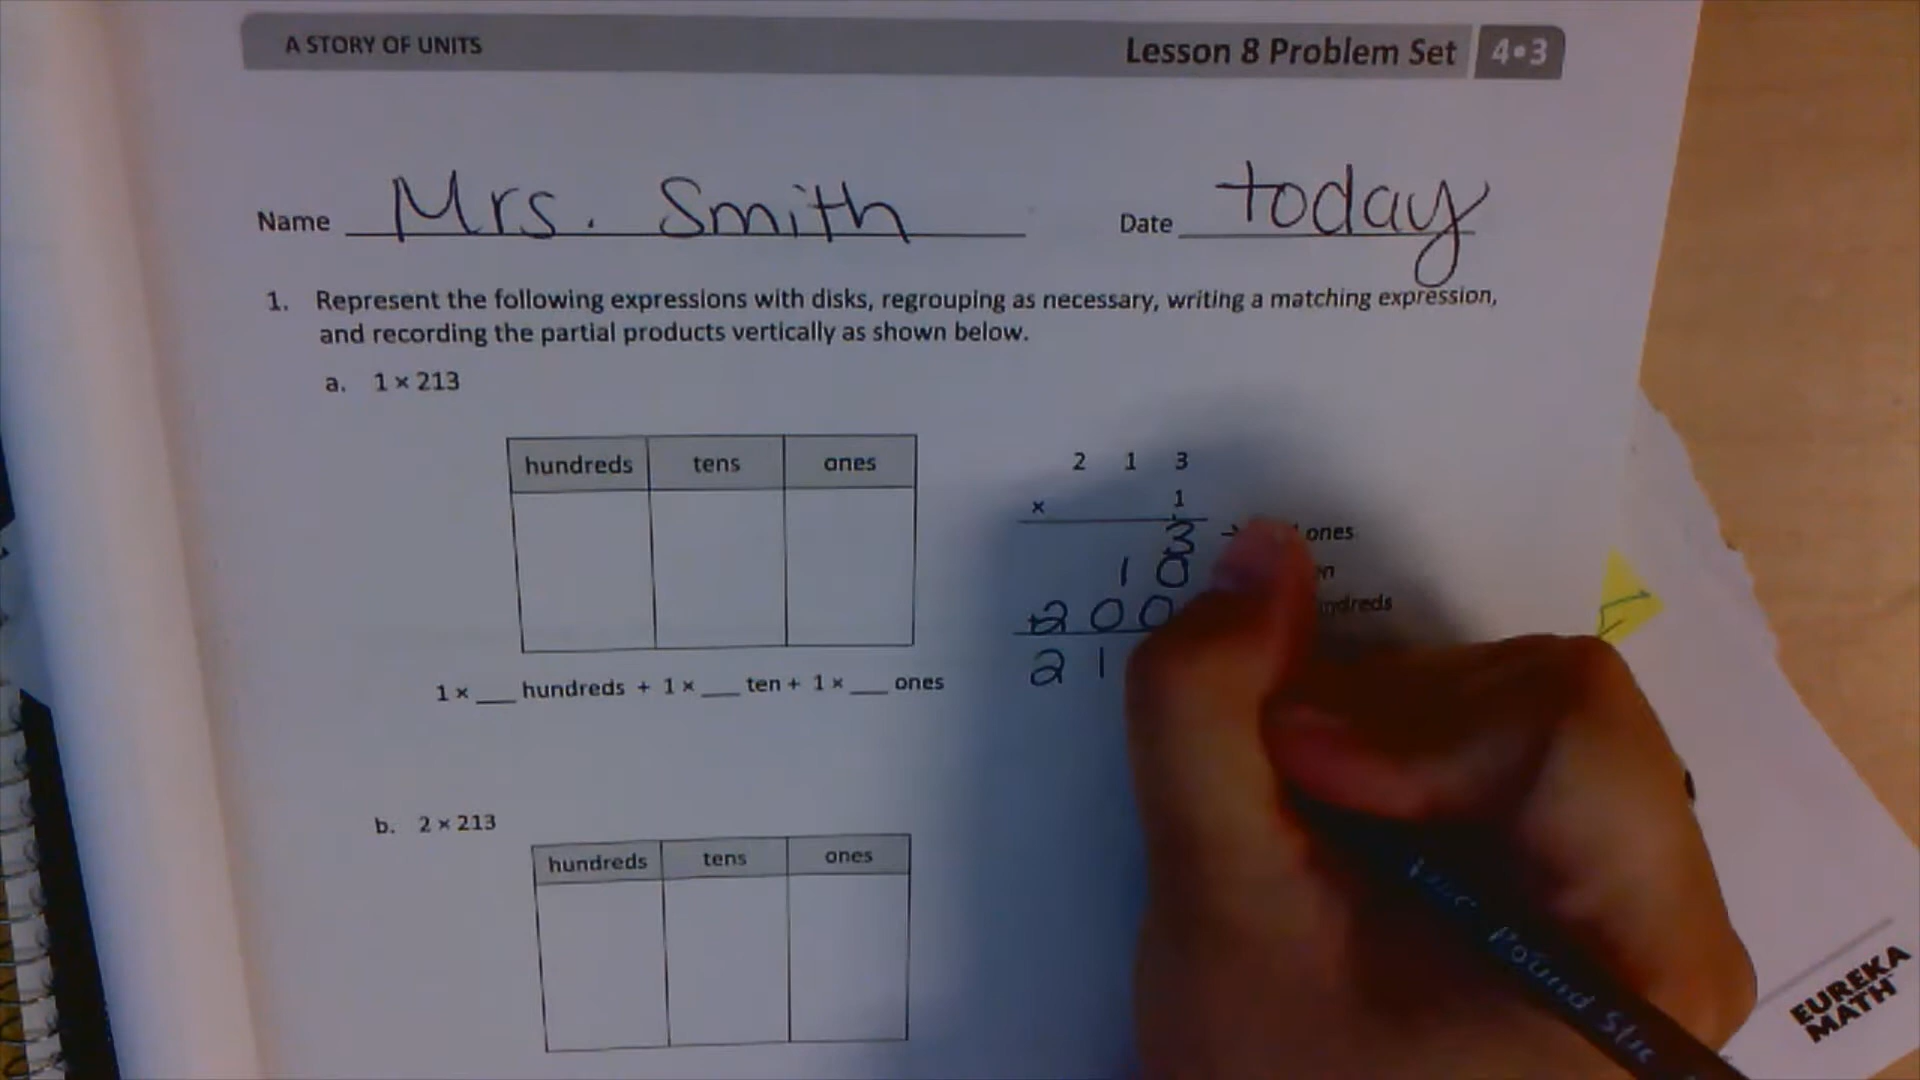 A STORY OF UNITS
Lesson 8 Problem Set 4•3
Name Mrs. Smith Date today
1. Represent the following expressions with disks, regrouping as necessary, writing a matching expression,
and recording the partial products vertically as shown below.
a. 1 × 213
hundreds tens ones
2 1 3
× 1
3 → ones
1 0
+ 2 0 0
2 1
1 × ___ hundreds + 1 × ___ ten + 1 × ___ ones
b. 2 × 213
hundreds tens ones
EUREKA
MATH